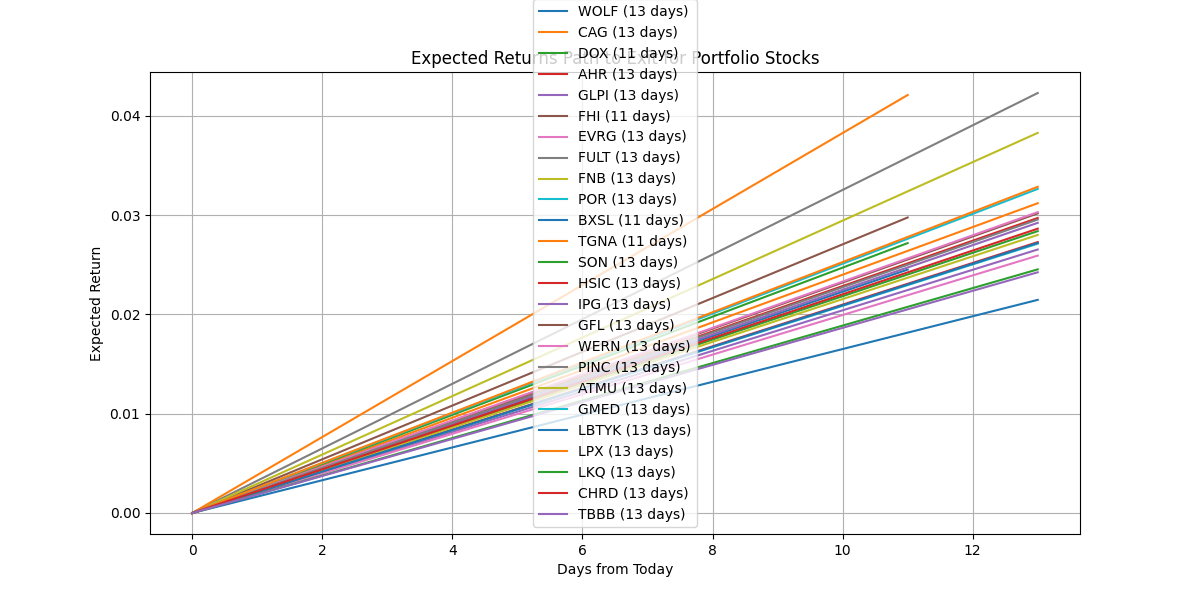 WOLF (13 days)
CAG (13 days)
DOX (11 days)
Expected Returns Path to Exit for Portfolio Stocks
AHR (13 days)
GLPI (13 days)
FHI (11 days)
EVRG (13 days)
FULT (13 days)
FNB (13 days)
POR (13 days)
BXSL (11 days)
TGNA (11 days)
SON (13 days)
HSIC (13 days)
IPG (13 days)
GFL (13 days)
WERN (13 days)
PINC (13 days)
ATMU (13 days)
GMED (13 days)
LBTYK (13 days)
LPX (13 days)
LKQ (13 days)
CHRD (13 days)
TBBB (13 days)
Expected Return
0.04
0.03
0.02
0.01
0.00
0 2 4 6 8 10 12
Days from Today